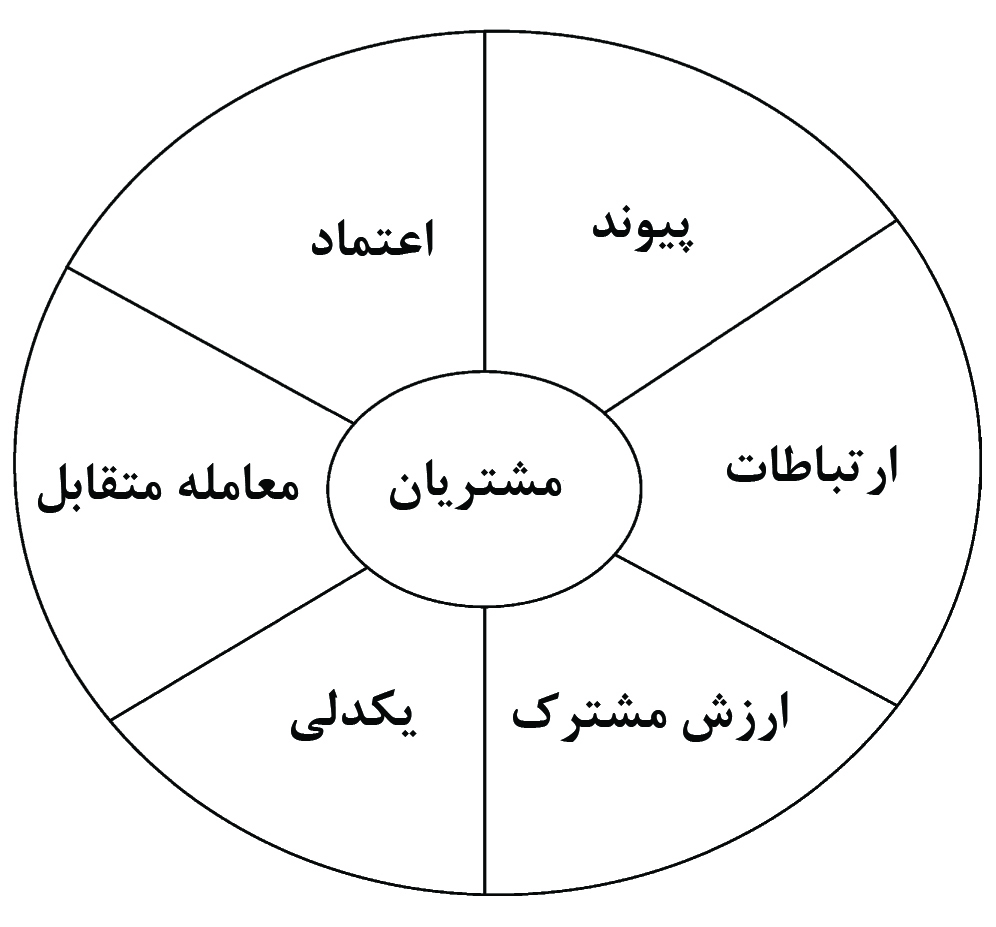 پیوند
اعتماد
ارتباطات
مشتریان
معامله متقابل
ارزش مشترک
یکدلی